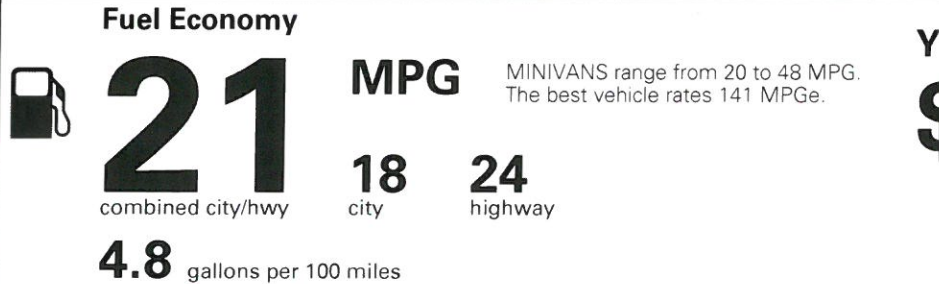 Fuel Economy
21
MPG
MINIVANS range from 20 to 48 MPG.
The best vehicle rates 141 MPGe.
18
24
combined city/hwy
city
highway
4.8 gallons per 100 miles